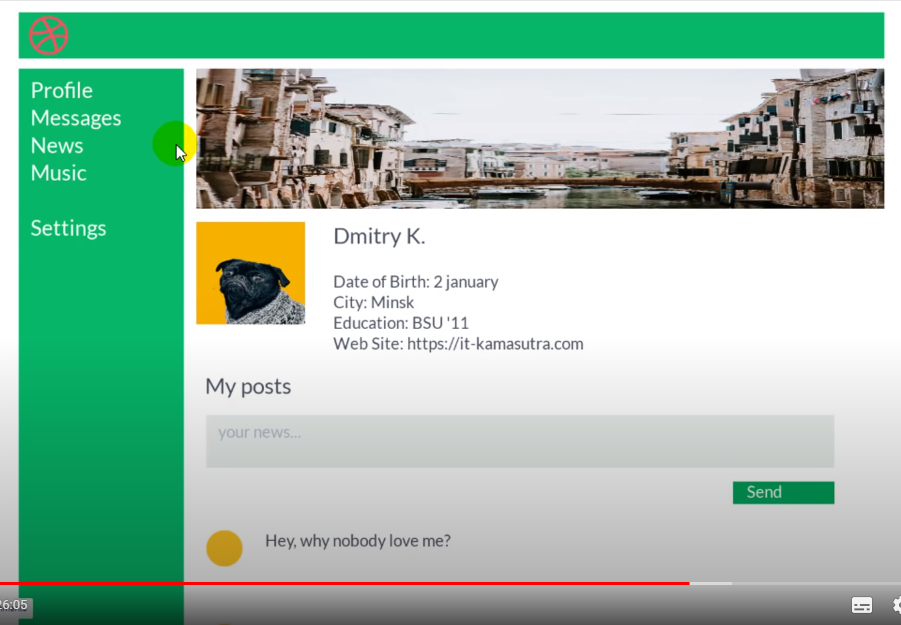 Profile
Messages
News
Music
Settings
Dmitry K.
Date of Birth: 2 january
City: Minsk
Education: BSU '11
Web Site: https://it-kamasutra.com
My posts
your news...
Send
Hey, why nobody love me?
26:05